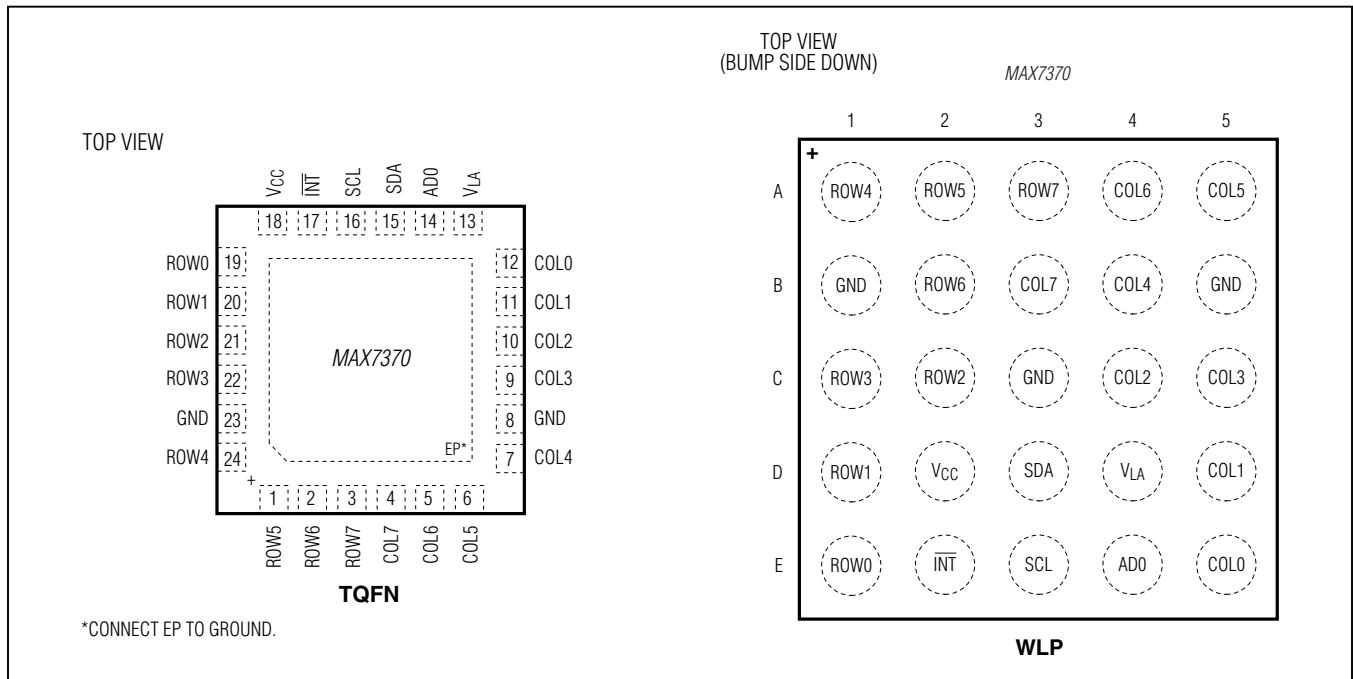 TOP VIEW
VCC INT SCL SDA AD0 VLA
18 17 16 15 14 13
ROW0 19 12 COL0
ROW1 20 11 COL1
ROW2 21 10 COL2
MAX7370
ROW3 22 9 COL3
GND 23 8 GND
EP*
ROW4 24 7 COL4
+
1 2 3 4 5 6
ROW5 ROW6 ROW7 COL7 COL6 COL5
TQFN
*CONNECT EP TO GROUND.
TOP VIEW
(BUMP SIDE DOWN)
MAX7370
1 2 3 4 5
+
A ROW4 ROW5 ROW7 COL6 COL5
B GND ROW6 COL7 COL4 GND
C ROW3 ROW2 GND COL2 COL3
D ROW1 VCC SDA VLA COL1
E ROW0 INT SCL AD0 COL0
WLP